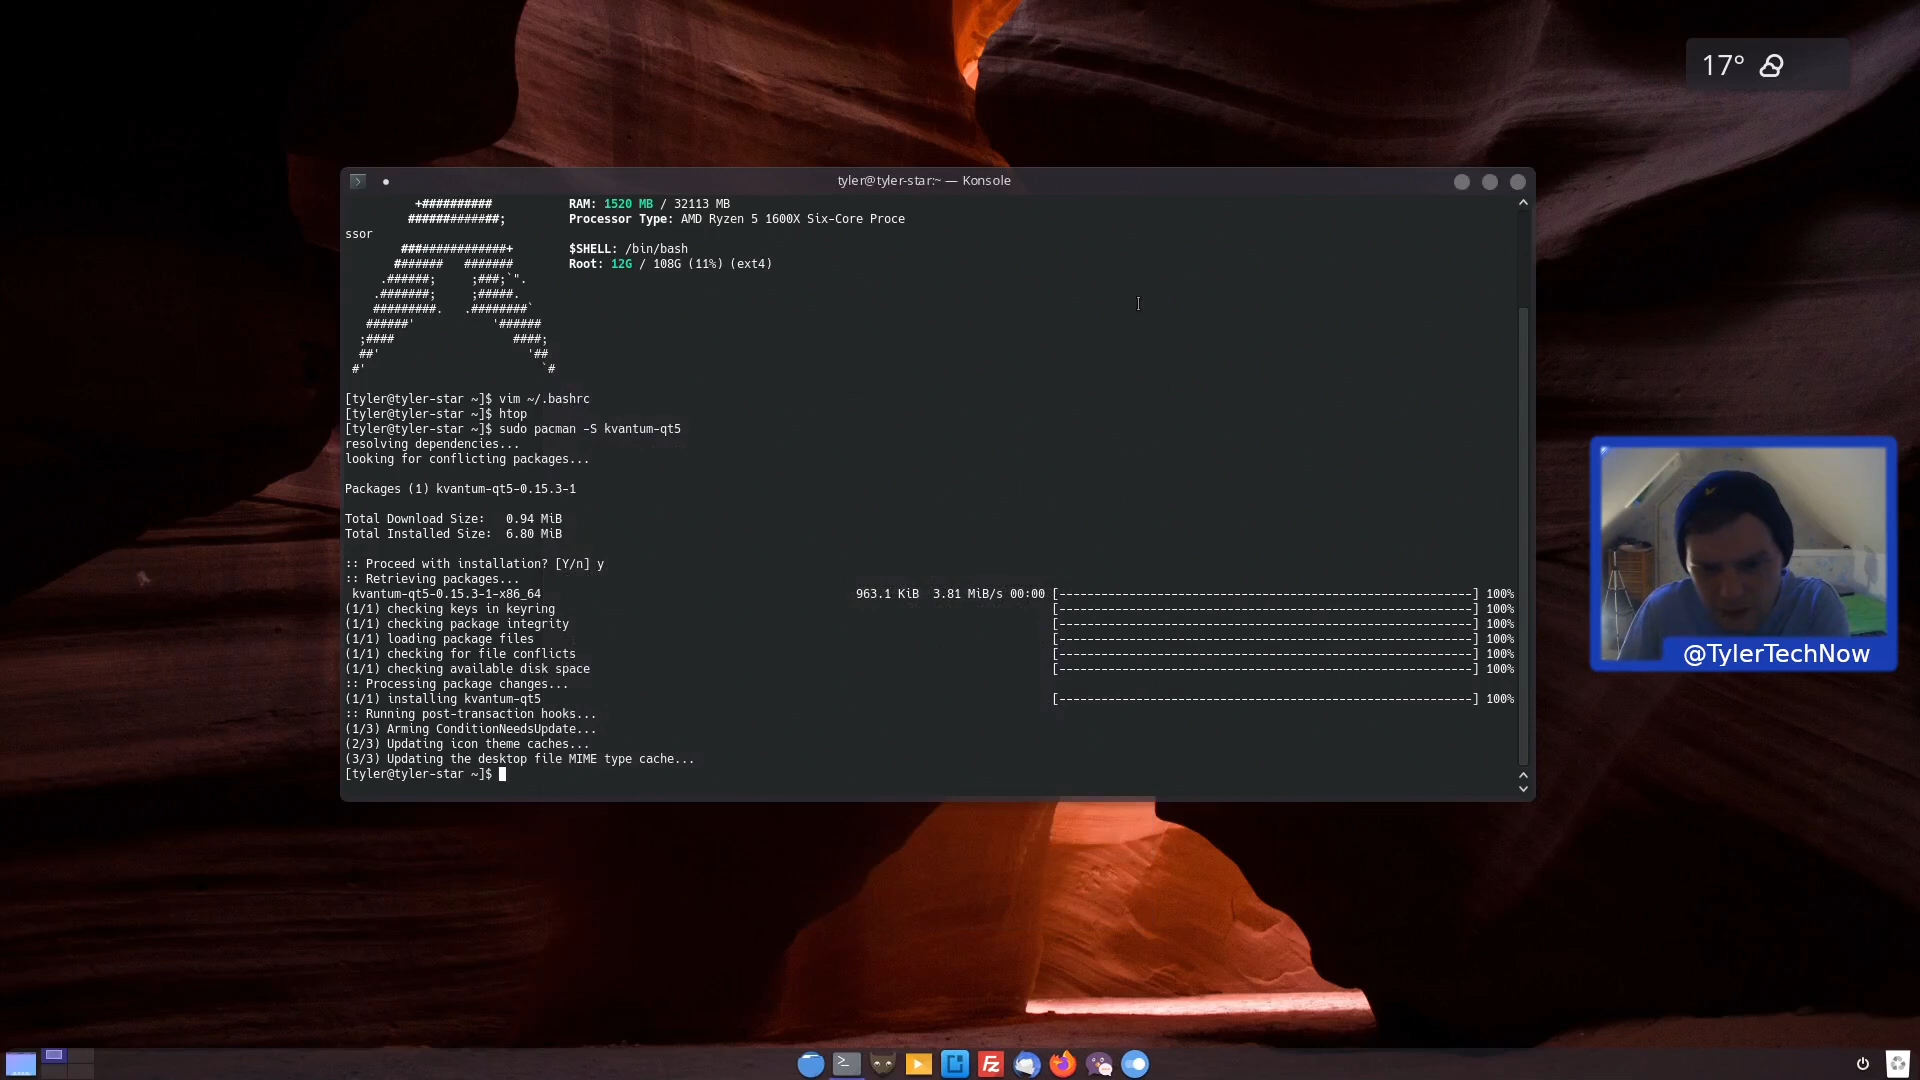 17°
tyler@tyler-star:~ — Konsole
+##########     RAM: 1520 MB / 32113 MB
#############;     Processor Type: AMD Ryzen 5 1600X Six-Core Proce
ssor
###############+     $SHELL: /bin/bash
#######   #######     Root: 12G / 108G (11%) (ext4)
.######;     ;###;`".
.#######;     ;#####.
#########.   .########`
######'           '######
;####                 ####;
##'                     '##
#'                         `#
[tyler@tyler-star ~]$ vim ~/.bashrc
[tyler@tyler-star ~]$ htop
[tyler@tyler-star ~]$ sudo pacman -S kvantum-qt5
resolving dependencies...
looking for conflicting packages...
Packages (1) kvantum-qt5-0.15.3-1
Total Download Size:   0.94 MiB
Total Installed Size:  6.80 MiB
:: Proceed with installation? [Y/n] y
:: Retrieving packages...
kvantum-qt5-0.15.3-1-x86_64     963.1 KiB  3.81 MiB/s 00:00 [-----------------------------------------------------------] 100%
(1/1) checking keys in keyring     [-----------------------------------------------------------] 100%
(1/1) checking package integrity     [-----------------------------------------------------------] 100%
(1/1) loading package files     [-----------------------------------------------------------] 100%
(1/1) checking for file conflicts     [-----------------------------------------------------------] 100%
(1/1) checking available disk space     [-----------------------------------------------------------] 100%
:: Processing package changes...
(1/1) installing kvantum-qt5     [-----------------------------------------------------------] 100%
:: Running post-transaction hooks...
(1/3) Arming ConditionNeedsUpdate...
(2/3) Updating icon theme caches...
(3/3) Updating the desktop file MIME type cache...
[tyler@tyler-star ~]$
@TylerTechNow
Fz